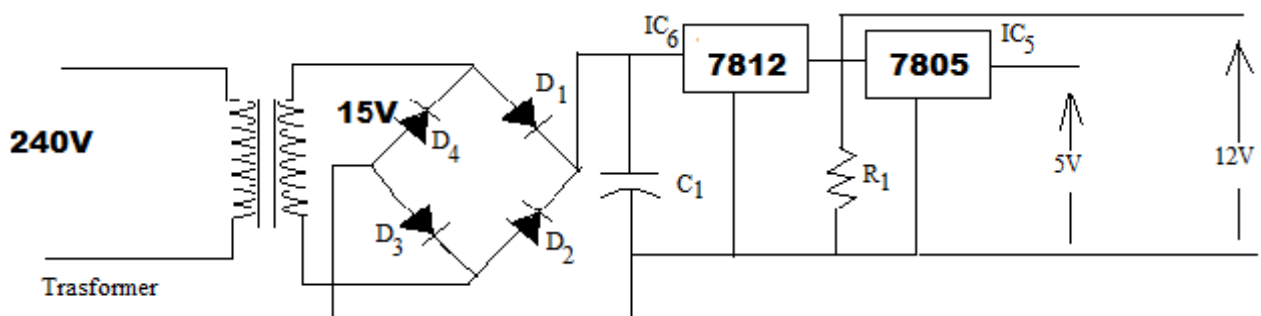 240V
Trasformer
15V
D4
D1
D3
D2
C1
IC6
7812
R1
7805
IC5
5V
12V